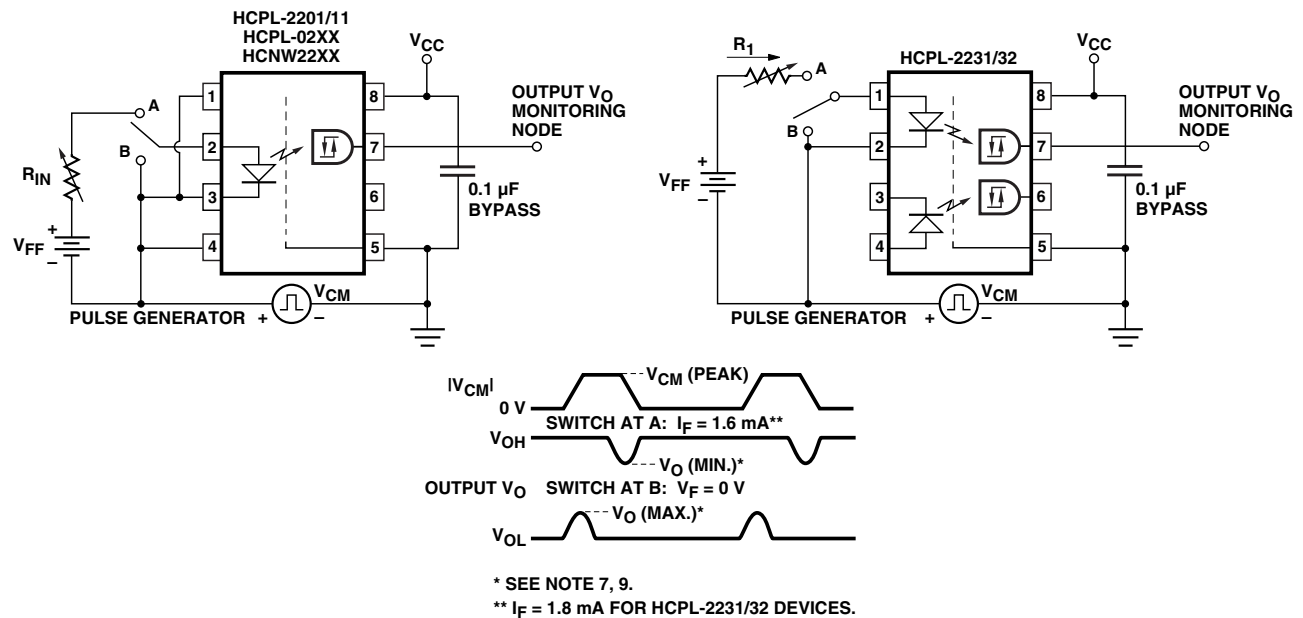 HCPL-2201/11
HCPL-02XX
HCNW22XX
VCC
A
B
RIN
+
VFF
–
1
2
3
4
8
7
6
5
OUTPUT VO
MONITORING
NODE
0.1 µF
BYPASS
VCM
PULSE GENERATOR + –
R1
A
B
HCPL-2231/32
VCC
+
VFF
–
1
2
3
4
8
7
6
5
OUTPUT VO
MONITORING
NODE
0.1 µF
BYPASS
VCM
PULSE GENERATOR + –
|VCM|
0 V
VCM (PEAK)
SWITCH AT A: IF = 1.6 mA**
VOH
VO (MIN.)*
OUTPUT VO SWITCH AT B: VF = 0 V
VO (MAX.)*
VOL
* SEE NOTE 7, 9.
** IF = 1.8 mA FOR HCPL-2231/32 DEVICES.